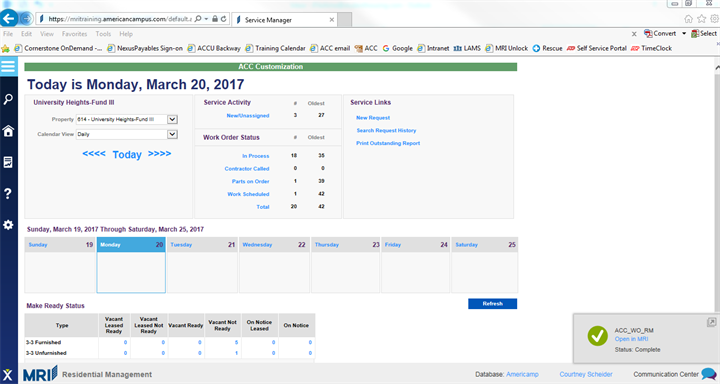 https://mritraining.americancampus.com/default.a
Service Manager
File Edit View Favorites Tools Help
Convert Select
Cornerstone OnDemand - ... NexusPayables Sign-on ACCU Backway Training Calendar ACC email ACC Google Intranet LAMS MRI Unlock Rescue ADP Self Service Portal ADP TimeClock
ACC Customization
Today is Monday, March 20, 2017
University Heights-Fund III
Property 614 - University Heights-Fund III
Calendar View Daily
<<<< Today >>>>
Service Activity # Oldest
New/Unassigned 3 27
Work Order Status # Oldest
In Process 18 35
Contractor Called 0 0
Parts on Order 1 39
Work Scheduled 1 42
Total 20 42
Service Links
New Request
Search Request History
Print Outstanding Report
Sunday, March 19, 2017 Through Saturday, March 25, 2017
Sunday 19 Monday 20 Tuesday 21 Wednesday 22 Thursday 23 Friday 24 Saturday 25
Make Ready Status
Refresh
Type Vacant Leased Ready Vacant Leased Not Ready Vacant Ready Vacant Not Ready On Notice Leased On Notice
3-3 Furnished 0 0 0 5 0 0
3-3 Unfurnished 0 0 0 1 0 0
ACC_WO_RM
Open in MRI
Status: Complete
MRI Residential Management
Database: Americamp Courtney Scheider Communication Center